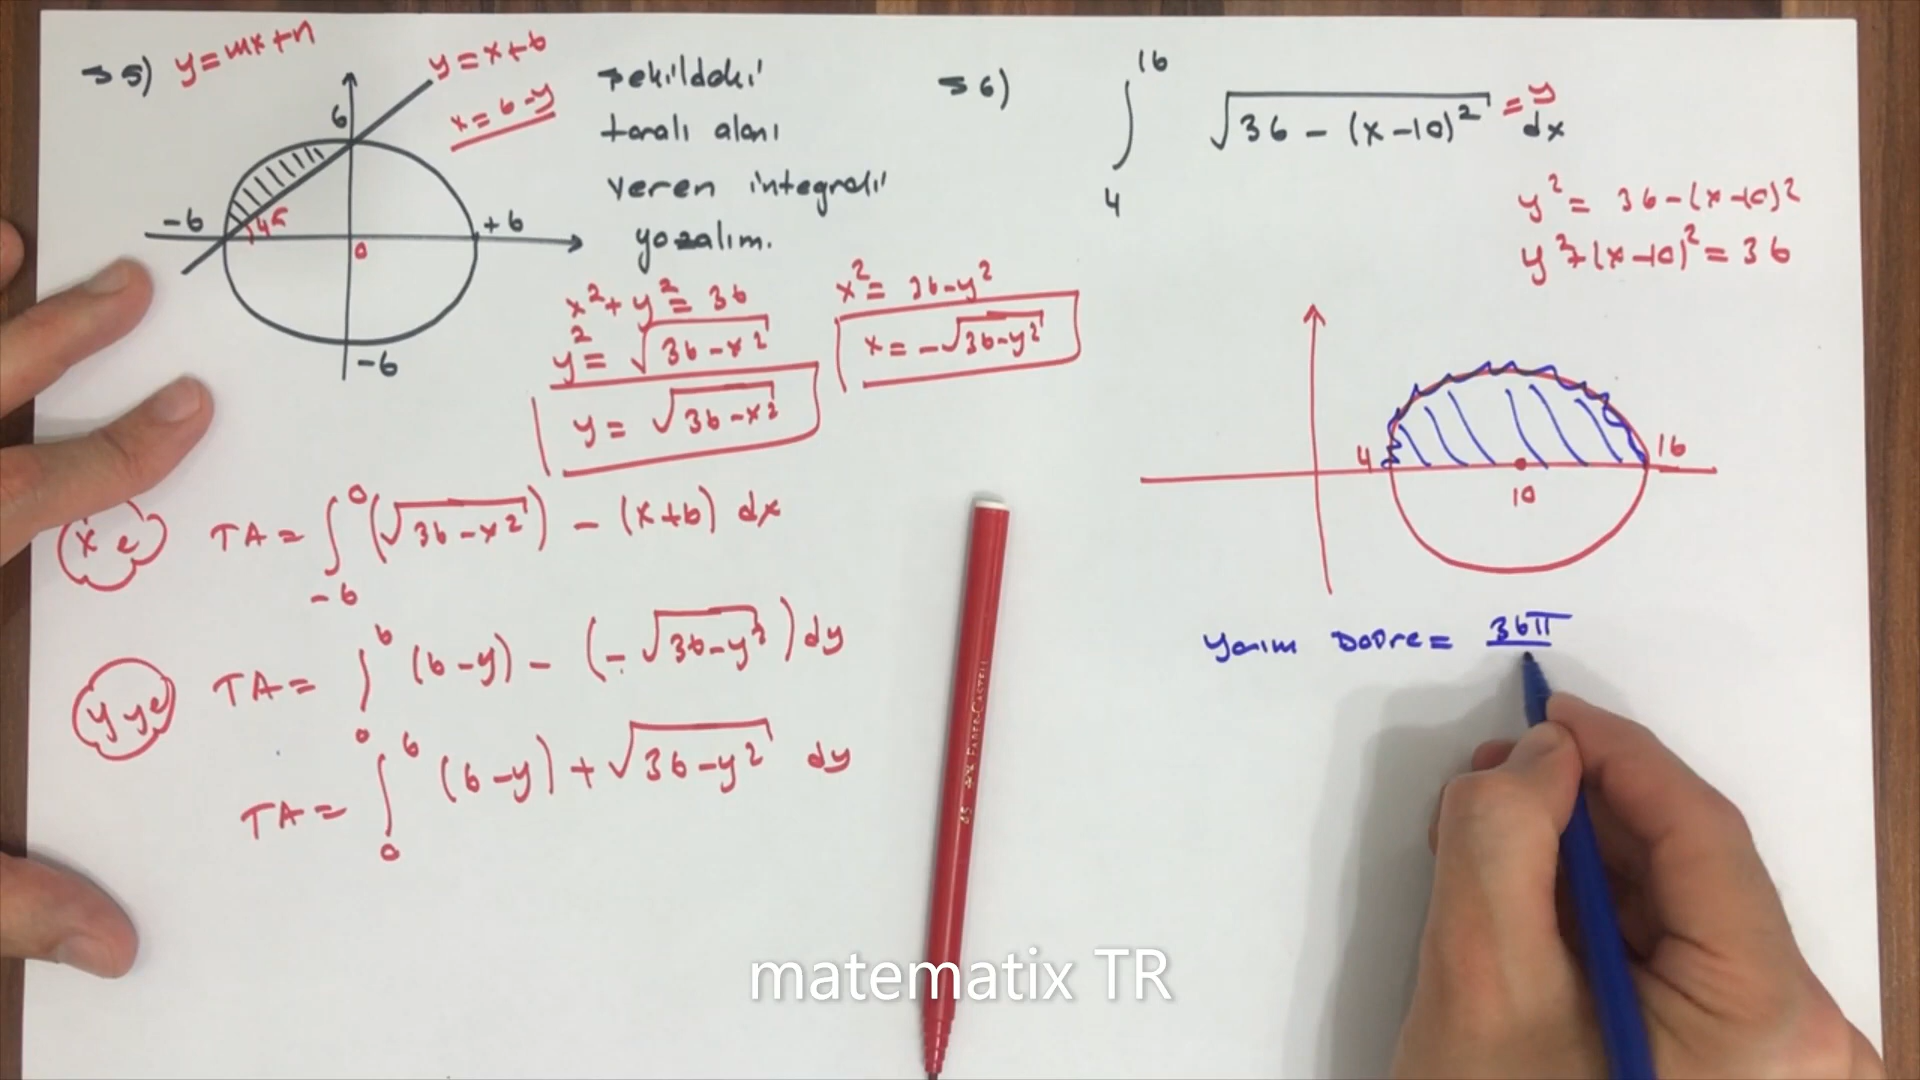 35) y=mx+n
y=x+6
x=6-y
6
-6
+6
45
0
-6
şekildeki
taralı alanı
veren integrali
yazalım.
x²+y²=36
y²=√36-x²
y=√36-x²
x²=36-y²
x=-√36-y²
x e TA=∫₋₆⁰(√36-x²)-(x+6) dx
y ye TA=∫₀⁶(6-y)-(-√36-y²)dy
TA=∫₀⁶(6-y)+√36-y² dy
36) ∫₄¹⁶ √36-(x-10)² dx
=y
y²=36-(x-10)²
y²+(x-10)²=36
4
16
10
Yarım Daire=36π
matematix TR